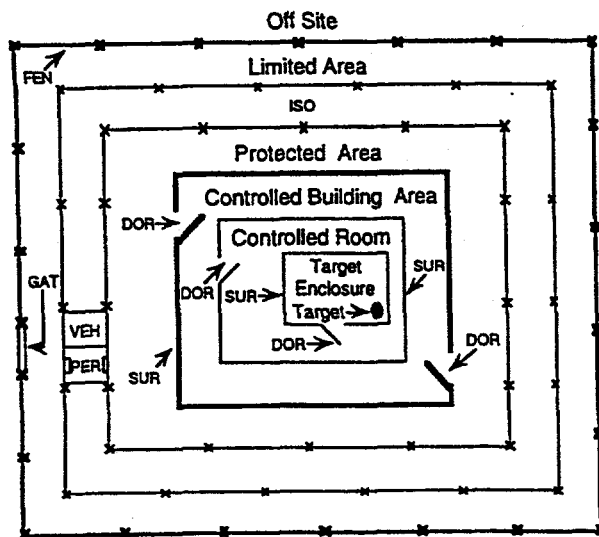 Off Site
FEN
Limited Area
ISO
Protected Area
Controlled Building Area
DOR
Controlled Room
GAT
DOR
Target
Enclosure
Target
SUR
SUR
VEH
PER
DOR
DOR
SUR